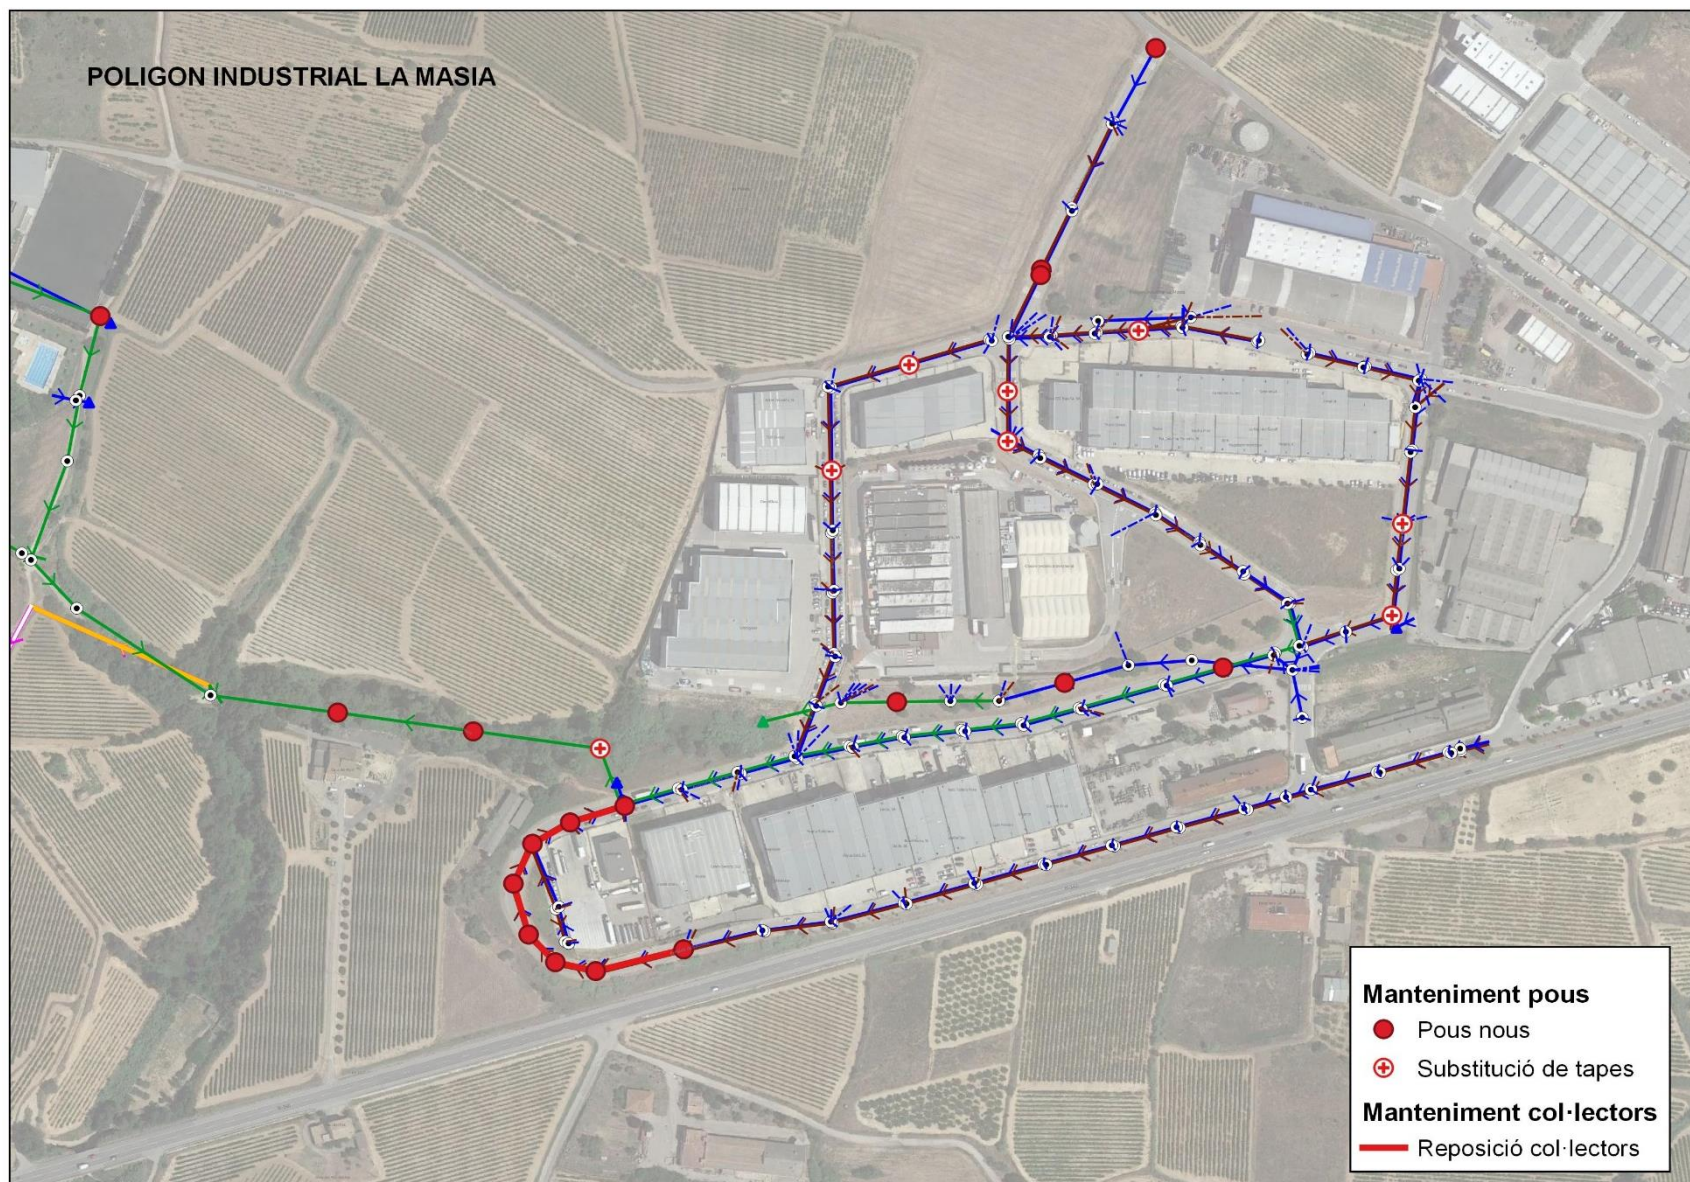 POLIGON INDUSTRIAL LA MASIA
Manteniment pous
Pous nous
Substitució de tapes
Manteniment col·lectors
Reposició col·lectors